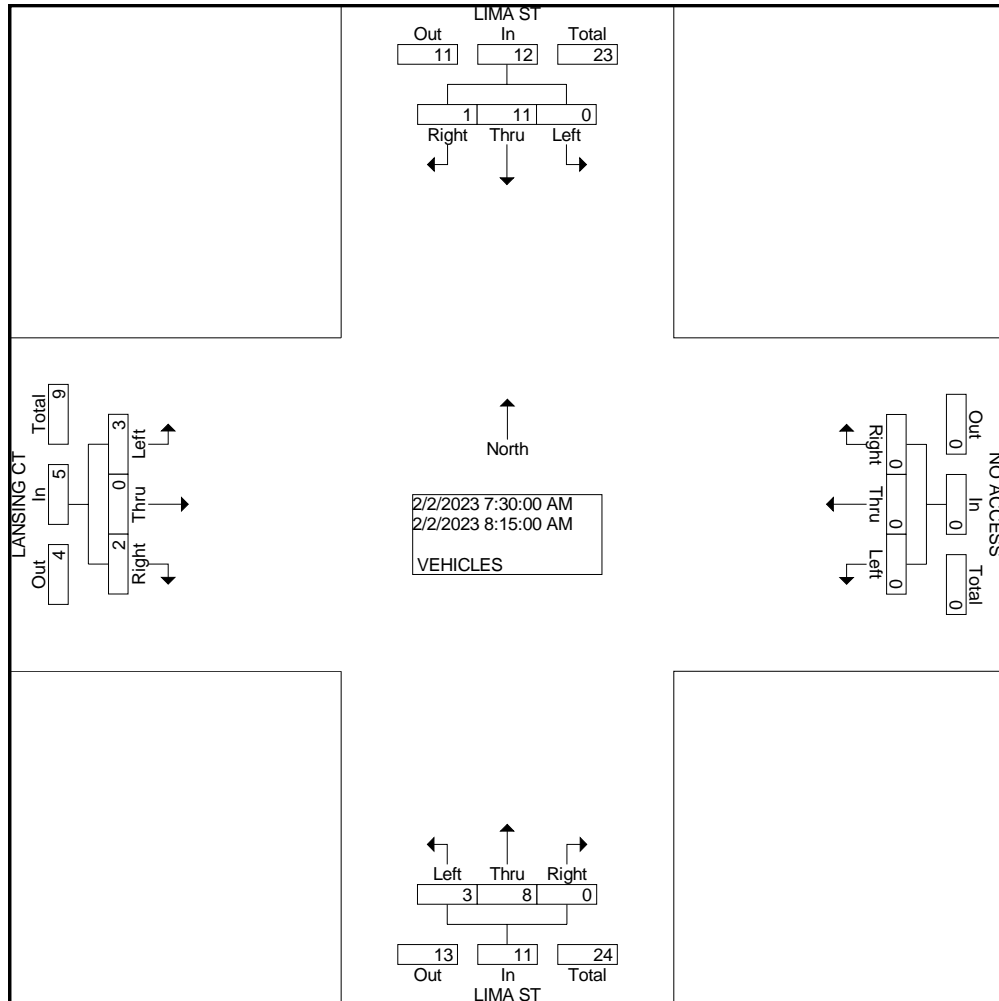 LIMA ST
Out In Total
11 12 23
1 11 0
Right Thru Left
LANSING CT
Total In Out
9 5 4
3 0 2
Left Thru Right
North
2/2/2023 7:30:00 AM
2/2/2023 8:15:00 AM
VEHICLES
NO ACCESS
Out In Total
0 0 0
0 0 0
Right Thru Left
Left Thru Right
3 8 0
13 11 24
Out In Total
LIMA ST